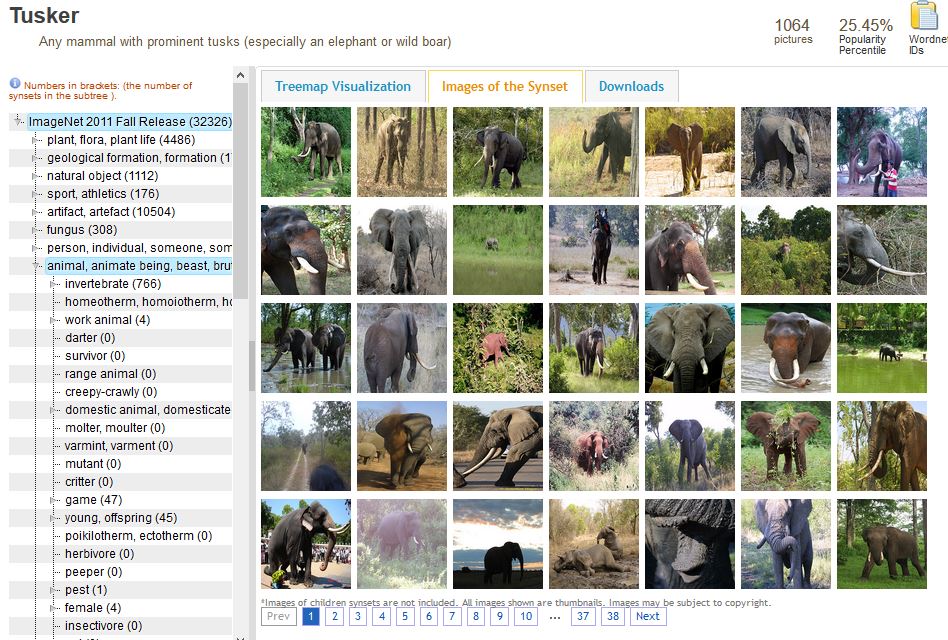 Tusker
Any mammal with prominent tusks (especially an elephant or wild boar)
1064
pictures
25.45%
Popularity
Percentile
Wordnet
IDs
Numbers in brackets: (the number of
synsets in the subtree ).
ImageNet 2011 Fall Release (32326)
plant, flora, plant life (4486)
geological formation, formation (1
natural object (1112)
sport, athletics (176)
artifact, artefact (10504)
fungus (308)
person, individual, someone, som
animal, animate being, beast, brut
invertebrate (766)
homeotherm, homoiotherm, ho
work animal (4)
darter (0)
survivor (0)
range animal (0)
creepy-crawly (0)
domestic animal, domesticate
molter, moulter (0)
varmint, varment (0)
mutant (0)
critter (0)
game (47)
young, offspring (45)
poikilotherm, ectotherm (0)
herbivore (0)
peeper (0)
pest (1)
female (4)
insectivore (0)
Treemap Visualization
Images of the Synset
Downloads
*Images of children synsets are not included. All images shown are thumbnails. Images may be subject to copyright.
Prev 1 2 3 4 5 6 7 8 9 10 ... 37 38 Next